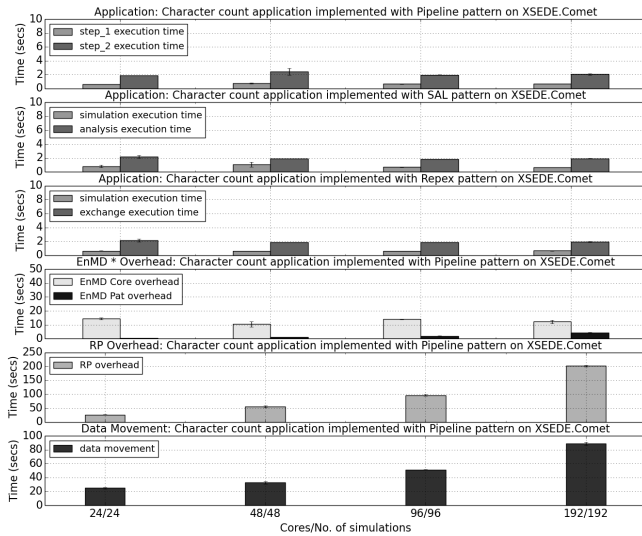 Application: Character count application implemented with Pipeline pattern on XSEDE.Comet
10
8
6
4
2
0
Time (secs)
step_1 execution time
step_2 execution time
Application: Character count application implemented with SAL pattern on XSEDE.Comet
10
8
6
4
2
0
Time (secs)
simulation execution time
analysis execution time
Application: Character count application implemented with Repex pattern on XSEDE.Comet
10
8
6
4
2
0
Time (secs)
simulation execution time
exchange execution time
EnMD * Overhead: Character count application implemented with Pipeline pattern on XSEDE.Comet
50
40
30
20
10
0
Time (secs)
EnMD Core overhead
EnMD Pat overhead
RP Overhead: Character count application implemented with Pipeline pattern on XSEDE.Comet
250
200
150
100
50
0
Time (secs)
RP overhead
Data Movement: Character count application implemented with Pipeline pattern on XSEDE.Comet
100
80
60
40
20
0
Time (secs)
data movement
24/24 48/48 96/96 192/192
Cores/No. of simulations